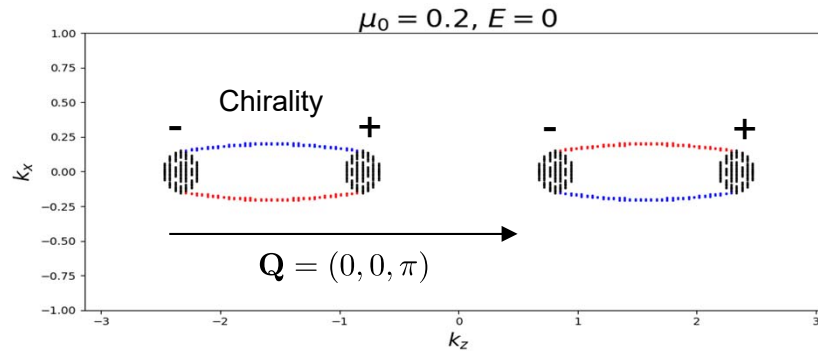 μ₀ = 0.2, E = 0
1.00
0.75
0.50
0.25
0.00
−0.25
−0.50
−0.75
−1.00
kₓ
Chirality
- + - +
Q = (0, 0, π)
−3 −2 −1 0 1 2 3
k_z